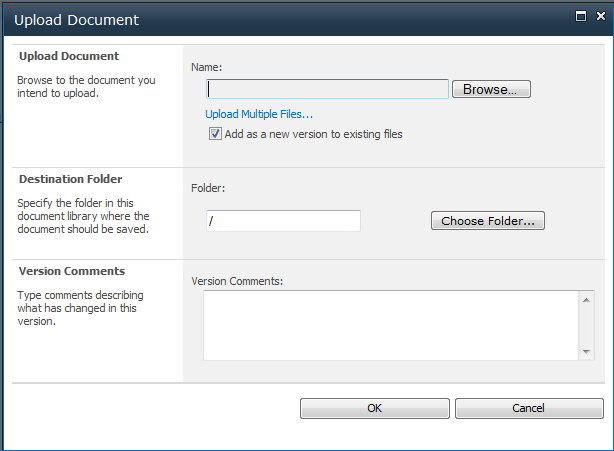 Upload Document
Upload Document
Browse to the document you
intend to upload.
Name:
Browse...
Upload Multiple Files...
Add as a new version to existing files
Destination Folder
Specify the folder in this
document library where the
document should be saved.
Folder:
/
Choose Folder...
Version Comments
Type comments describing
what has changed in this
version.
Version Comments:
OK
Cancel